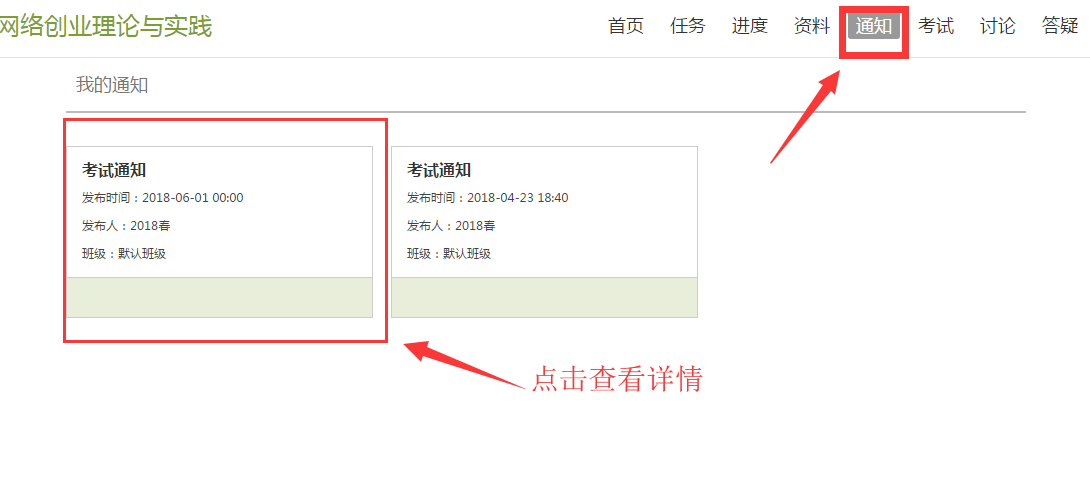 网络创业理论与实践
首页 任务 进度 资料 通知 考试 讨论 答疑
我的通知
考试通知
发布时间：2018-06-01 00:00
发布人：2018春
班级：默认班级
考试通知
发布时间：2018-04-23 18:40
发布人：2018春
班级：默认班级
点击查看详情